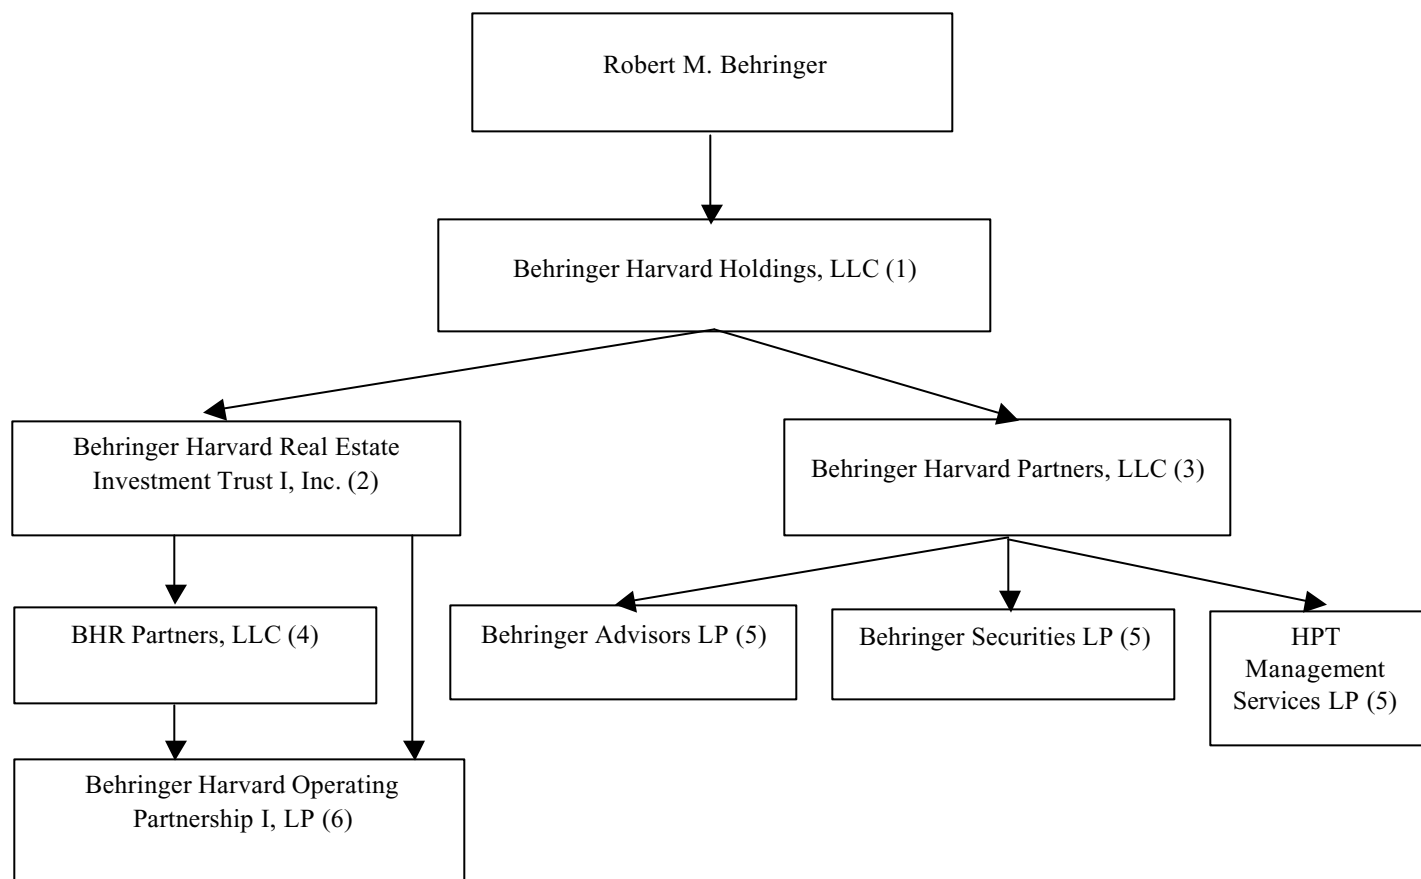 Robert M. Behringer
Behringer Harvard Holdings, LLC (1)
Behringer Harvard Real Estate
Investment Trust I, Inc. (2)
Behringer Harvard Partners, LLC (3)
BHR Partners, LLC (4)
Behringer Advisors LP (5)
Behringer Securities LP (5)
HPT
Management
Services LP (5)
Behringer Harvard Operating
Partnership I, LP (6)